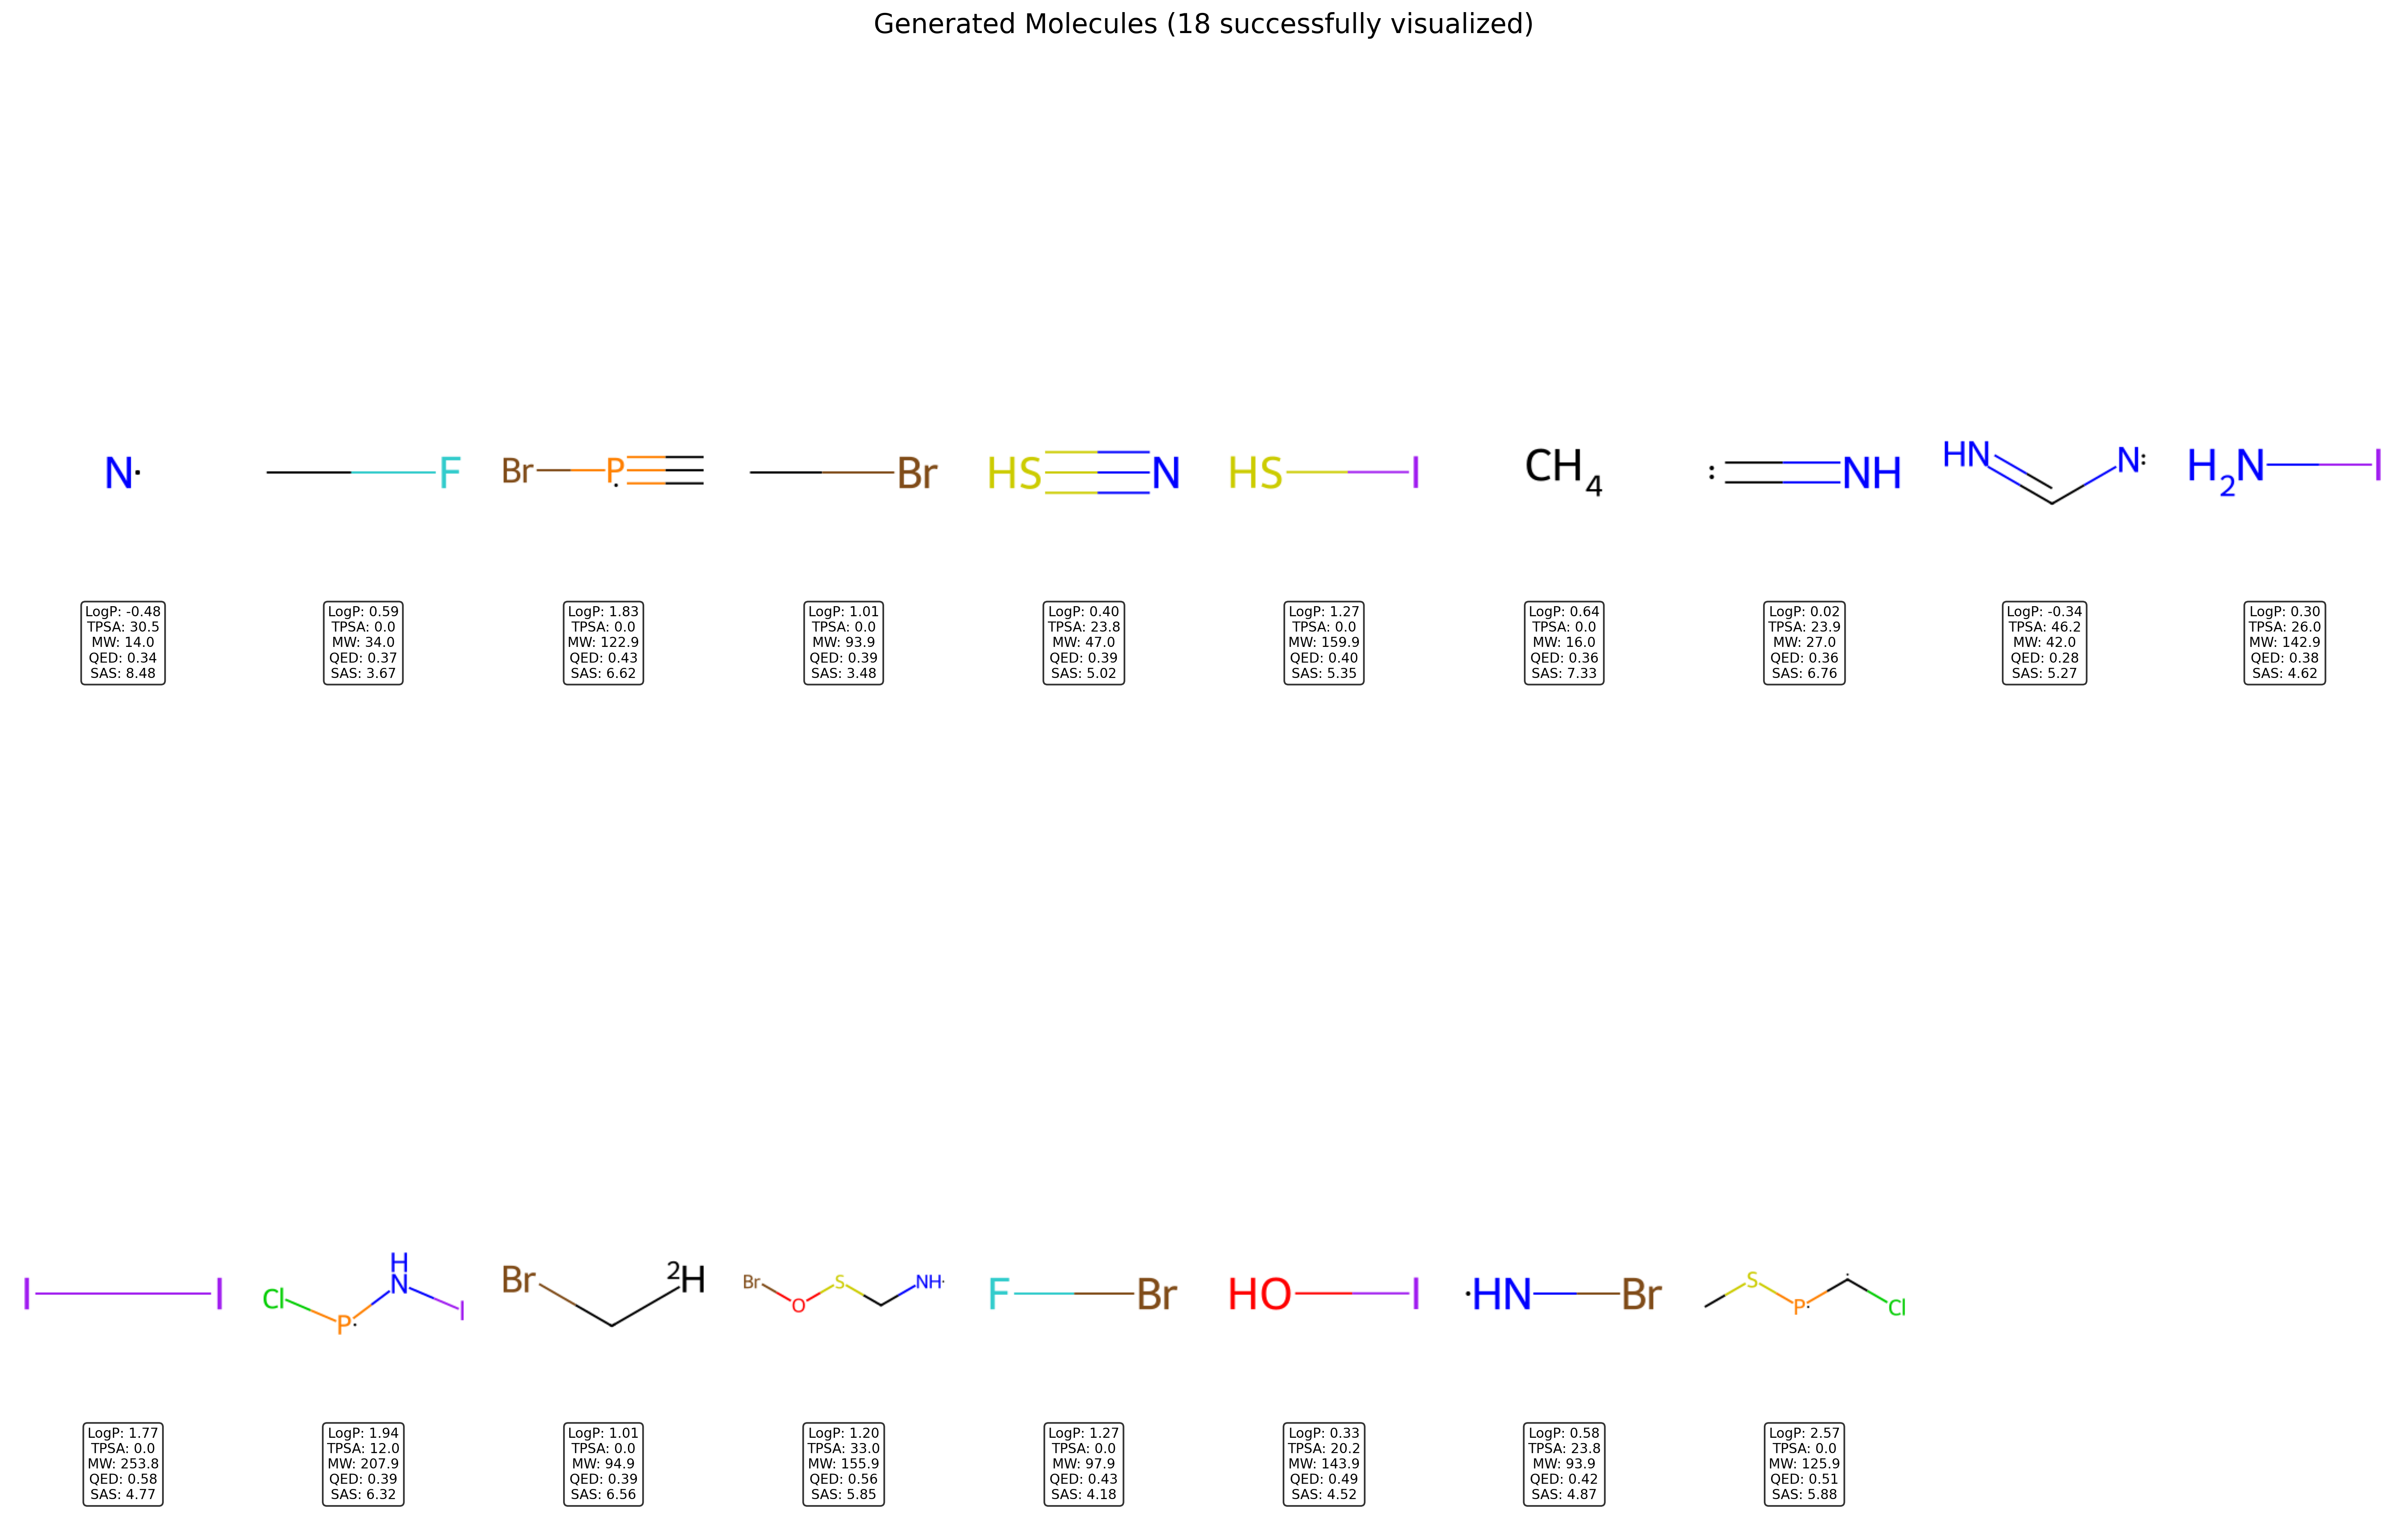 Generated Molecules (18 successfully visualized)
N·
F
Br P·
Br
HS N
HS I
CH4
: NH
HN N:
H2N I
LogP: -0.48
TPSA: 30.5
MW: 14.0
QED: 0.34
SAS: 8.48
LogP: 0.59
TPSA: 0.0
MW: 34.0
QED: 0.37
SAS: 3.67
LogP: 1.83
TPSA: 0.0
MW: 122.9
QED: 0.43
SAS: 6.62
LogP: 1.01
TPSA: 0.0
MW: 93.9
QED: 0.39
SAS: 3.48
LogP: 0.40
TPSA: 23.8
MW: 47.0
QED: 0.39
SAS: 5.02
LogP: 1.27
TPSA: 0.0
MW: 159.9
QED: 0.40
SAS: 5.35
LogP: 0.64
TPSA: 0.0
MW: 16.0
QED: 0.36
SAS: 7.33
LogP: 0.02
TPSA: 23.9
MW: 27.0
QED: 0.36
SAS: 6.76
LogP: -0.34
TPSA: 46.2
MW: 42.0
QED: 0.28
SAS: 5.27
LogP: 0.30
TPSA: 26.0
MW: 142.9
QED: 0.38
SAS: 4.62
I I
Cl P: H N I
Br 2H
Br O S NH·
F Br
HO I
·HN Br
S P· Cl
LogP: 1.77
TPSA: 0.0
MW: 253.8
QED: 0.58
SAS: 4.77
LogP: 1.94
TPSA: 12.0
MW: 207.9
QED: 0.39
SAS: 6.32
LogP: 1.01
TPSA: 0.0
MW: 94.9
QED: 0.39
SAS: 6.56
LogP: 1.20
TPSA: 33.0
MW: 155.9
QED: 0.56
SAS: 5.85
LogP: 1.27
TPSA: 0.0
MW: 97.9
QED: 0.43
SAS: 4.18
LogP: 0.33
TPSA: 20.2
MW: 143.9
QED: 0.49
SAS: 4.52
LogP: 0.58
TPSA: 23.8
MW: 93.9
QED: 0.42
SAS: 4.87
LogP: 2.57
TPSA: 0.0
MW: 125.9
QED: 0.51
SAS: 5.88